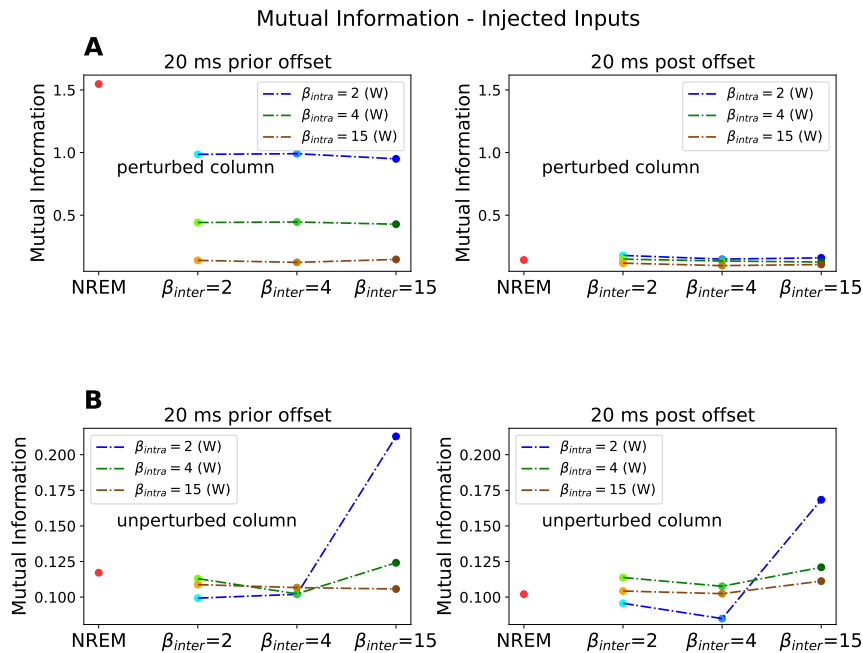 Mutual Information - Injected Inputs
A
20 ms prior offset
Mutual Information
1.5
1.0
0.5
β_intra = 2 (W)
β_intra = 4 (W)
β_intra = 15 (W)
perturbed column
NREM β_inter=2 β_inter=4 β_inter=15
20 ms post offset
Mutual Information
1.5
1.0
0.5
β_intra = 2 (W)
β_intra = 4 (W)
β_intra = 15 (W)
perturbed column
NREM β_inter=2 β_inter=4 β_inter=15
B
20 ms prior offset
Mutual Information
0.200
0.175
0.150
0.125
0.100
β_intra = 2 (W)
β_intra = 4 (W)
β_intra = 15 (W)
unperturbed column
NREM β_inter=2 β_inter=4 β_inter=15
20 ms post offset
Mutual Information
0.200
0.175
0.150
0.125
0.100
β_intra = 2 (W)
β_intra = 4 (W)
β_intra = 15 (W)
unperturbed column
NREM β_inter=2 β_inter=4 β_inter=15